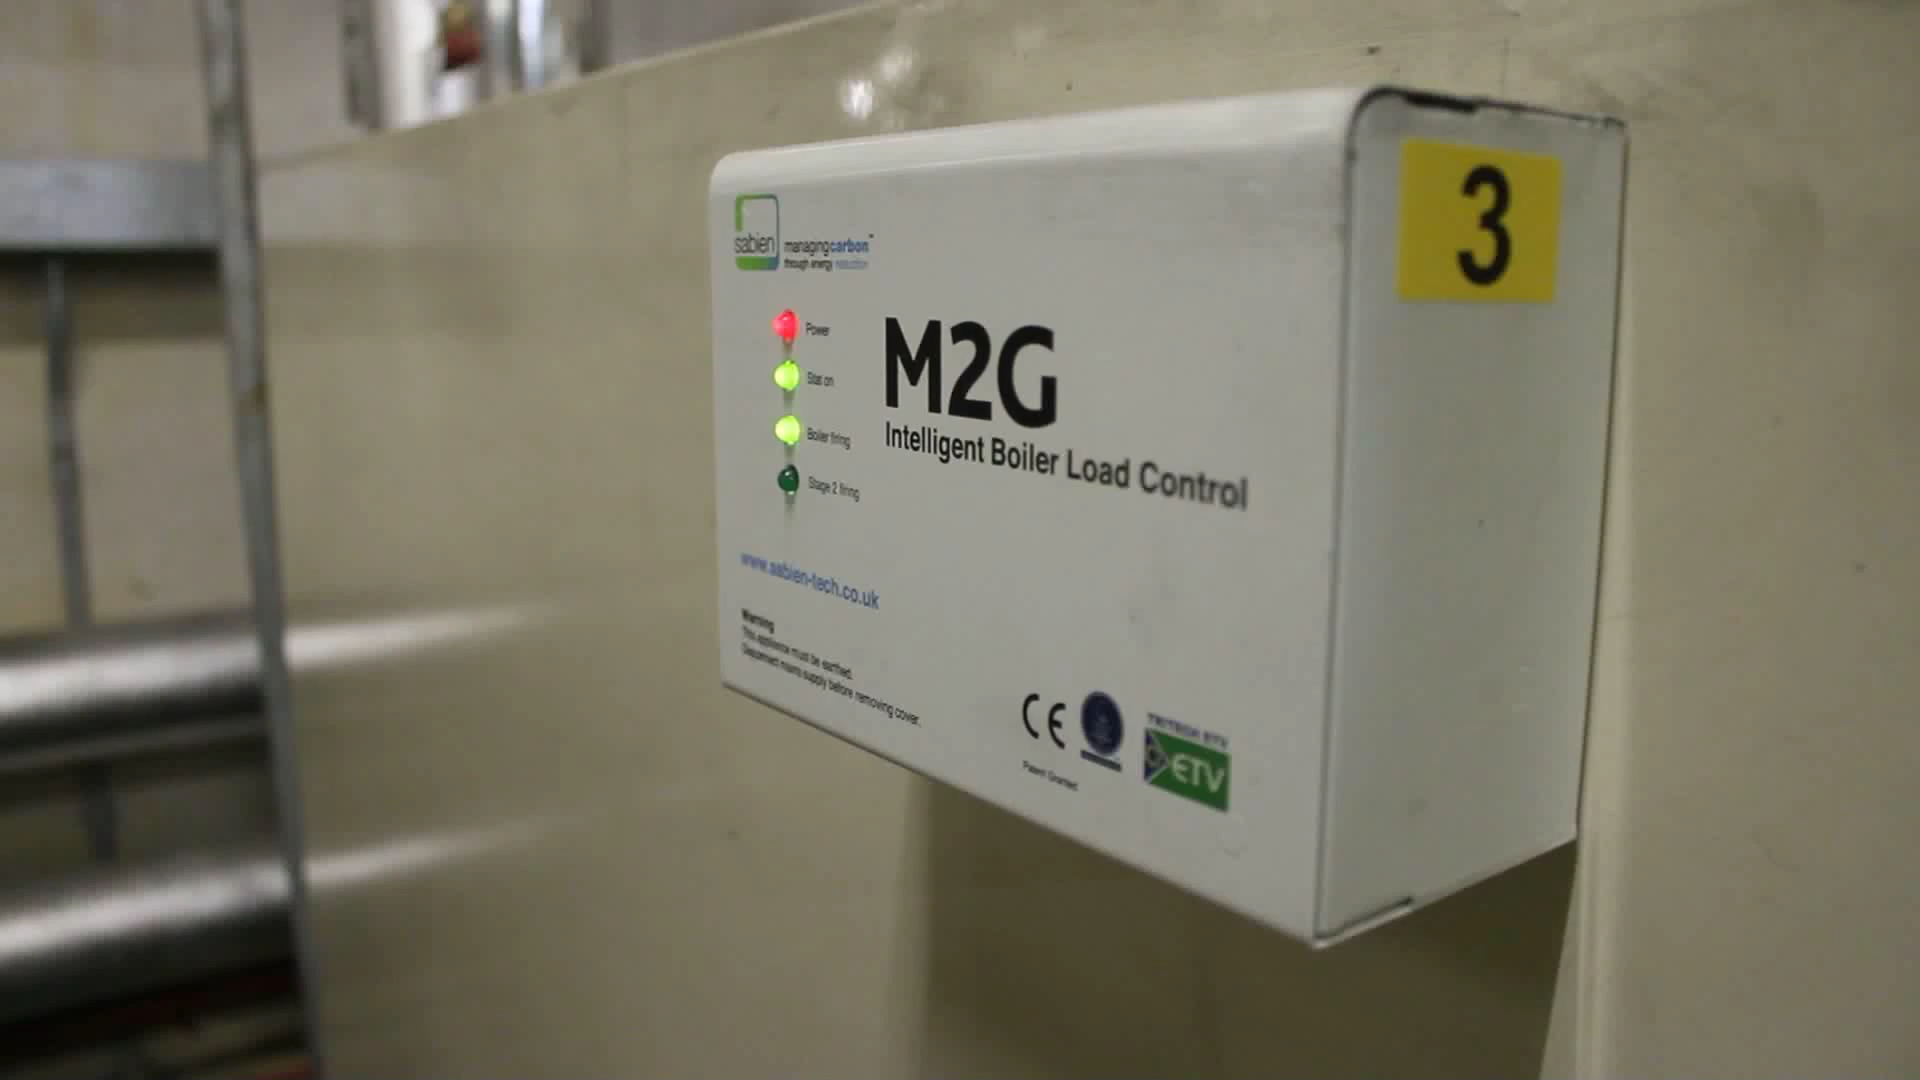 3
sabien
managingcarbon™
through energy reduction
Power
Stat on
Boiler firing
Stage 2 firing
M2G
Intelligent Boiler Load Control
www.sabien-tech.co.uk
Warning
This appliance must be earthed.
Disconnect mains supply before removing cover.
CE
Patent Granted
ETV